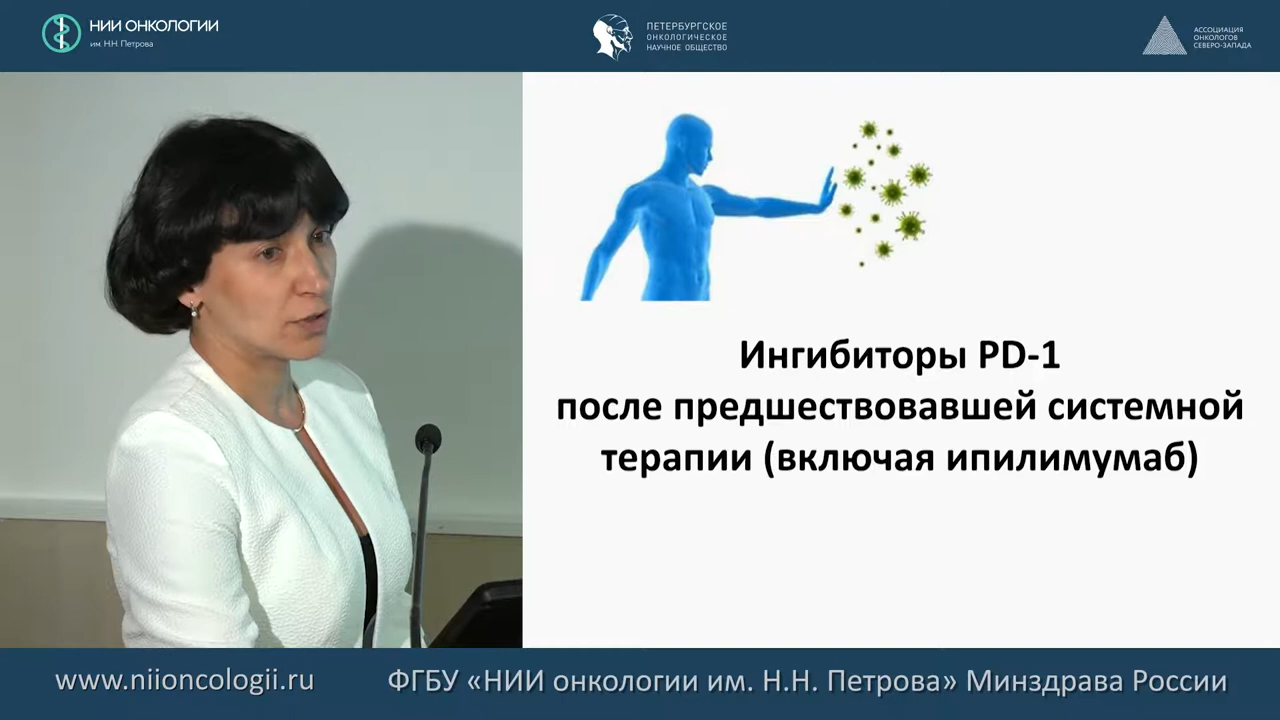 НИИ ОНКОЛОГИИ
им. Н.Н. Петрова
ПЕТЕРБУРГСКОЕ
ОНКОЛОГИЧЕСКОЕ
НАУЧНОЕ ОБЩЕСТВО
АССОЦИАЦИЯ
ОНКОЛОГОВ
СЕВЕРО-ЗАПАДА
Ингибиторы PD-1
после предшествовавшей системной
терапии (включая ипилимумаб)
www.niioncologii.ru
ФГБУ «НИИ онкологии им. Н.Н. Петрова» Минздрава России